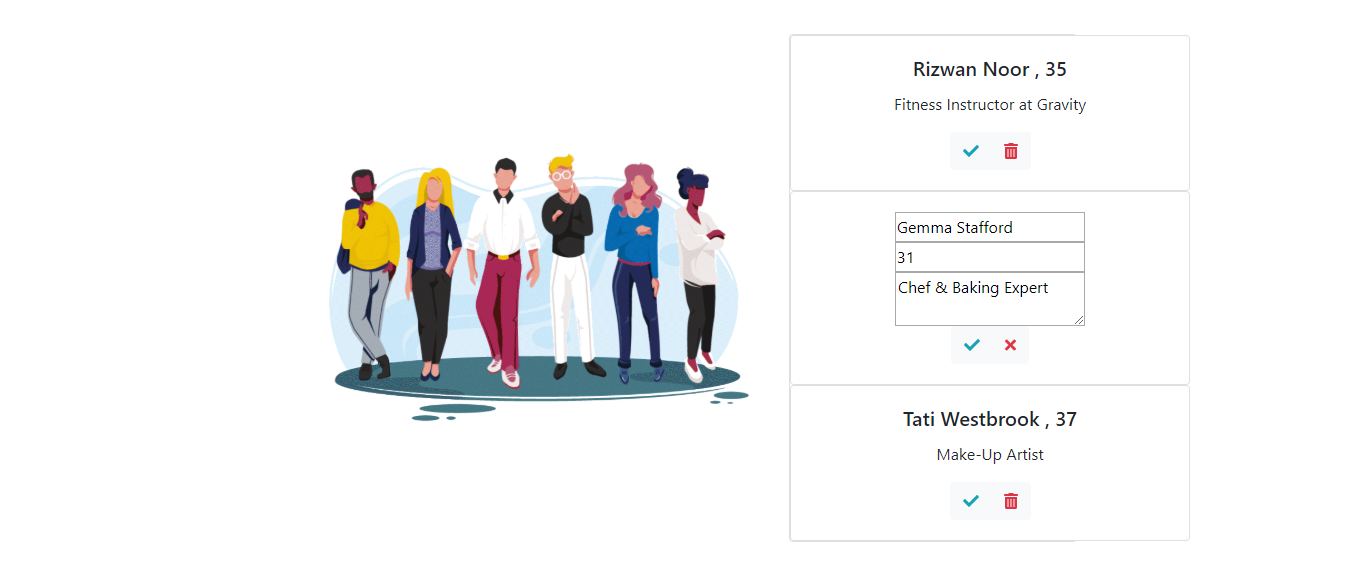 Rizwan Noor , 35
Fitness Instructor at Gravity
Gemma Stafford
31
Chef & Baking Expert
Tati Westbrook , 37
Make-Up Artist